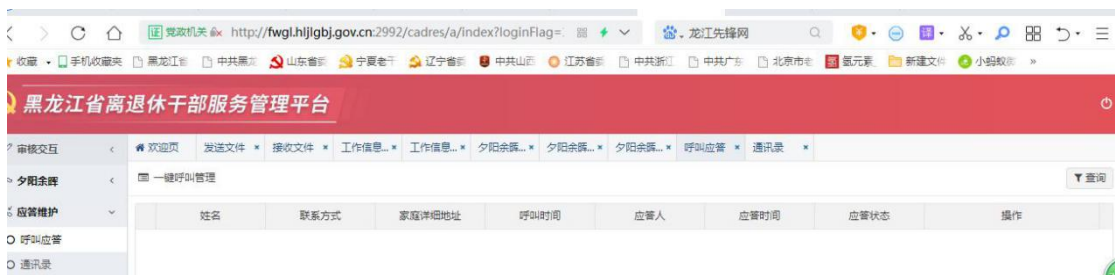 证 党政机关 http://fwgl.hljlgbj.gov.cn:2992/cadres/a/index?loginFlag= 龙江先锋网
收藏 手机收藏夹 黑龙江省 中共黑龙 山东省委 宁夏老干 辽宁省委 中共山西 江苏省委 中共浙江 中共广东 北京市老 氢元素 新建文件 小蚂蚁 »
黑龙江省离退休干部服务管理平台
审核交互 欢迎页 发送文件 × 接收文件 × 工作信息... × 工作信息... × 夕阳余晖... × 夕阳余晖... × 夕阳余晖... × 呼叫应答 × 通讯录 ×
夕阳余晖 一键呼叫管理 查询
应答维护 姓名 联系方式 家庭详细地址 呼叫时间 应答人 应答时间 应答状态 操作
呼叫应答
通讯录